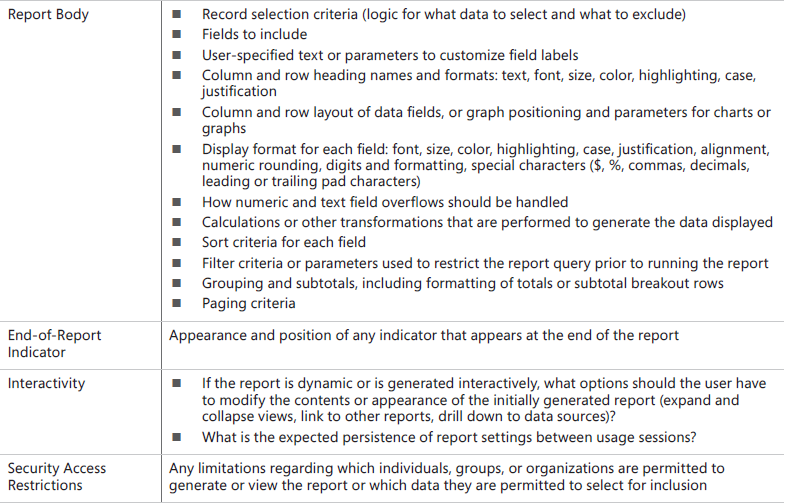 Report Body
■ Record selection criteria (logic for what data to select and what to exclude)
■ Fields to include
■ User-specified text or parameters to customize field labels
■ Column and row heading names and formats: text, font, size, color, highlighting, case,
justification
■ Column and row layout of data fields, or graph positioning and parameters for charts or
graphs
■ Display format for each field: font, size, color, highlighting, case, justification, alignment,
numeric rounding, digits and formatting, special characters ($, %, commas, decimals,
leading or trailing pad characters)
■ How numeric and text field overflows should be handled
■ Calculations or other transformations that are performed to generate the data displayed
■ Sort criteria for each field
■ Filter criteria or parameters used to restrict the report query prior to running the report
■ Grouping and subtotals, including formatting of totals or subtotal breakout rows
■ Paging criteria
End-of-Report
Indicator
Appearance and position of any indicator that appears at the end of the report
Interactivity
■ If the report is dynamic or is generated interactively, what options should the user have
to modify the contents or appearance of the initially generated report (expand and
collapse views, link to other reports, drill down to data sources)?
■ What is the expected persistence of report settings between usage sessions?
Security Access
Restrictions
Any limitations regarding which individuals, groups, or organizations are permitted to
generate or view the report or which data they are permitted to select for inclusion